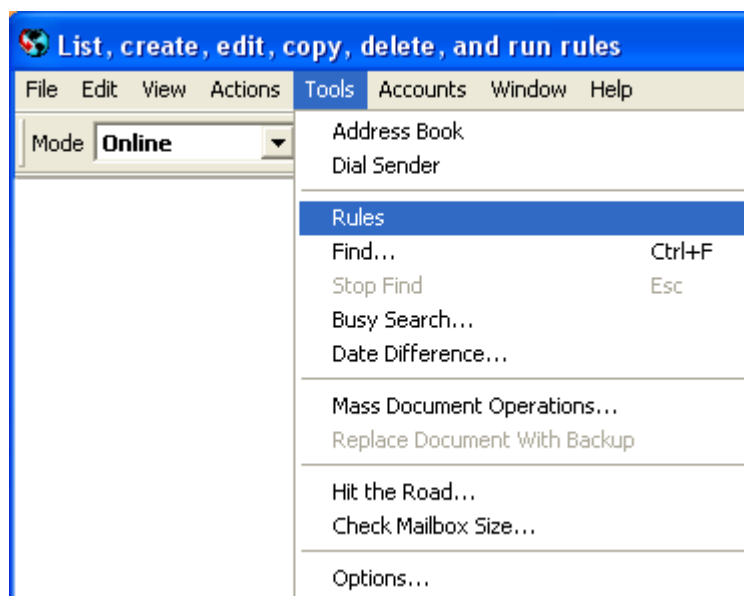 List, create, edit, copy, delete, and run rules
File Edit View Actions Tools Accounts Window Help
Mode Online
Address Book
Dial Sender
Rules
Find... Ctrl+F
Stop Find Esc
Busy Search...
Date Difference...
Mass Document Operations...
Replace Document With Backup
Hit the Road...
Check Mailbox Size...
Options...